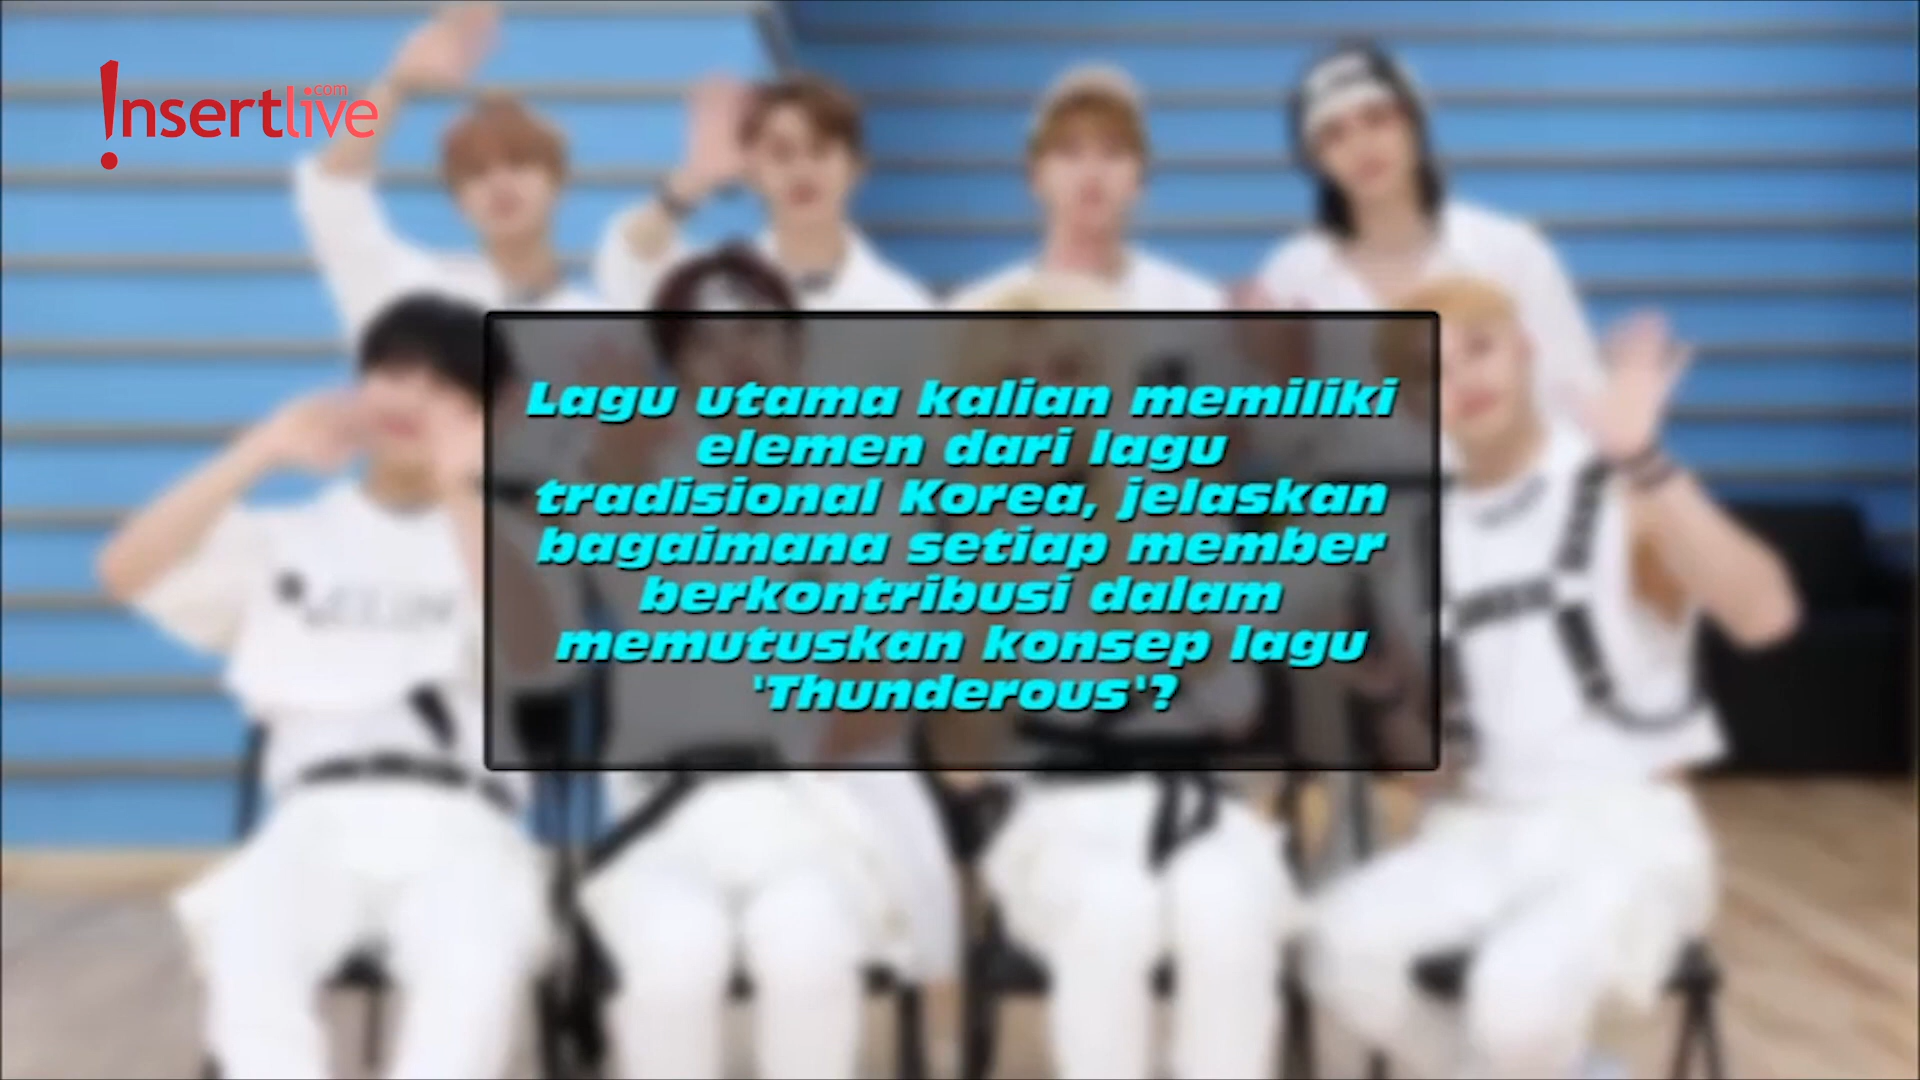 Insertlive
.com
Lagu utama kalian memiliki
elemen dari lagu
tradisional Korea, jelaskan
bagaimana setiap member
berkontribusi dalam
memutuskan konsep lagu
'Thunderous'?